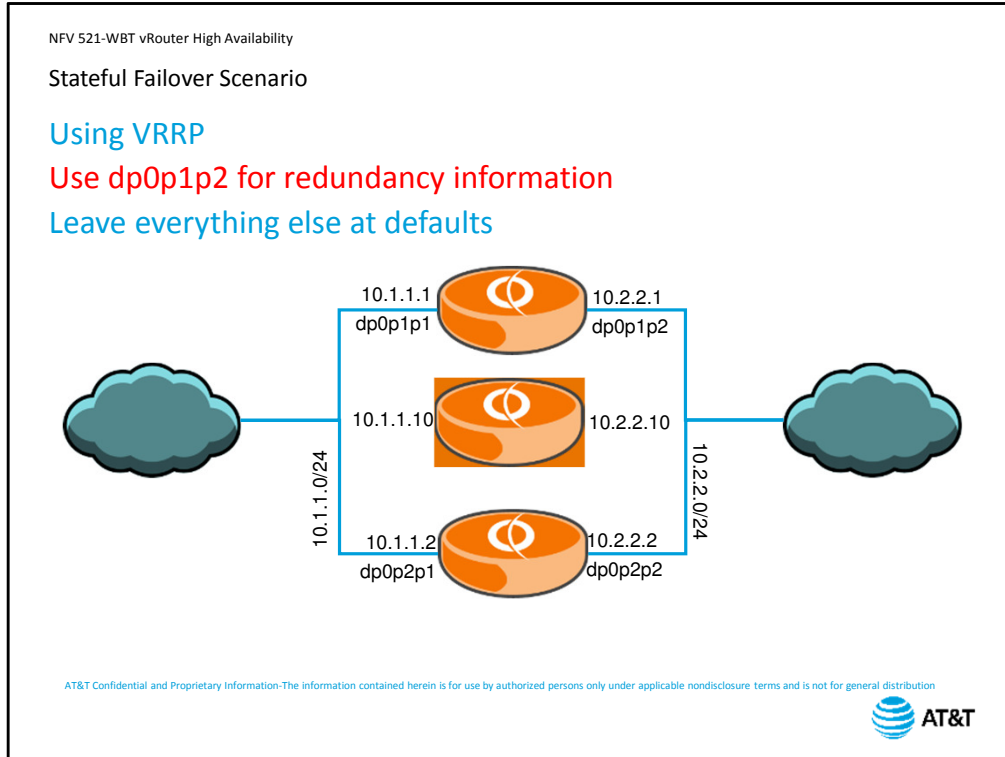 NFV 521-WBT vRouter High Availability
Stateful Failover Scenario
Using VRRP
Use dp0p1p2 for redundancy information
Leave everything else at defaults
10.1.1.1
10.2.2.1
dp0p1p1
dp0p1p2
10.1.1.10
10.2.2.10
10.1.1.0/24
10.2.2.0/24
10.1.1.2
10.2.2.2
dp0p2p1
dp0p2p2
AT&T Confidential and Proprietary Information-The information contained herein is for use by authorized persons only under applicable nondisclosure terms and is not for general distribution
AT&T